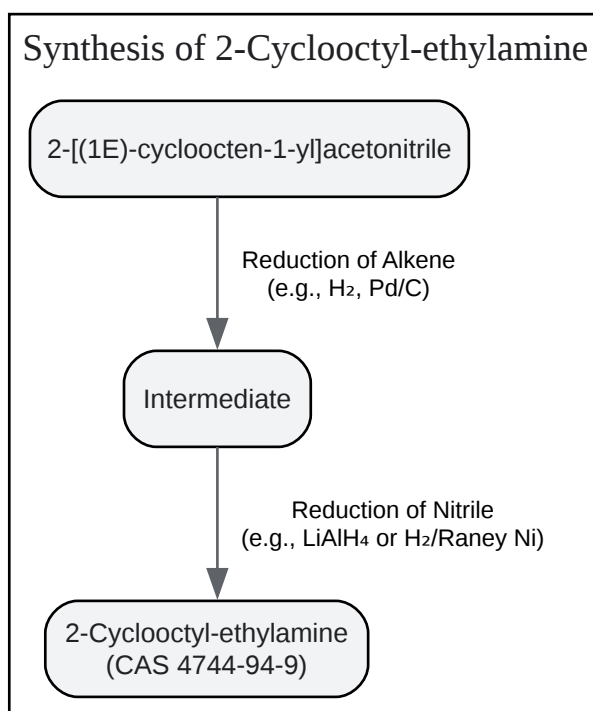 Synthesis of 2-Cyclooctyl-ethylamine
2-[(1E)-cycloocten-1-yl]acetonitrile
Reduction of Alkene
(e.g., H₂, Pd/C)
Intermediate
Reduction of Nitrile
(e.g., LiAlH₄ or H₂/Raney Ni)
2-Cyclooctyl-ethylamine
(CAS 4744-94-9)